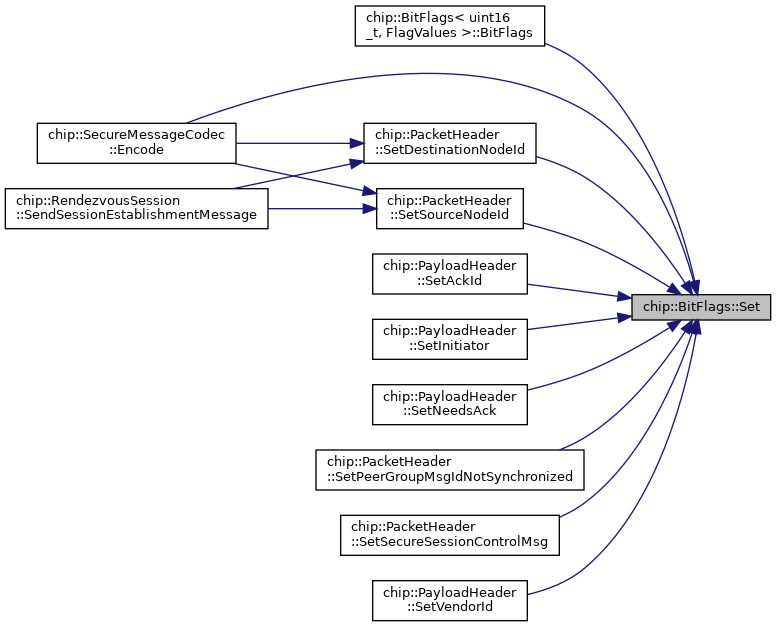 chip::BitFlags< uint16
_t, FlagValues >::BitFlags
chip::SecureMessageCodec
::Encode
chip::PacketHeader
::SetDestinationNodeId
chip::RendezvousSession
::SendSessionEstablishmentMessage
chip::PacketHeader
::SetSourceNodeId
chip::PayloadHeader
::SetAckId
chip::BitFlags::Set
chip::PayloadHeader
::SetInitiator
chip::PayloadHeader
::SetNeedsAck
chip::PacketHeader
::SetPeerGroupMsgIdNotSynchronized
chip::PacketHeader
::SetSecureSessionControlMsg
chip::PayloadHeader
::SetVendorId